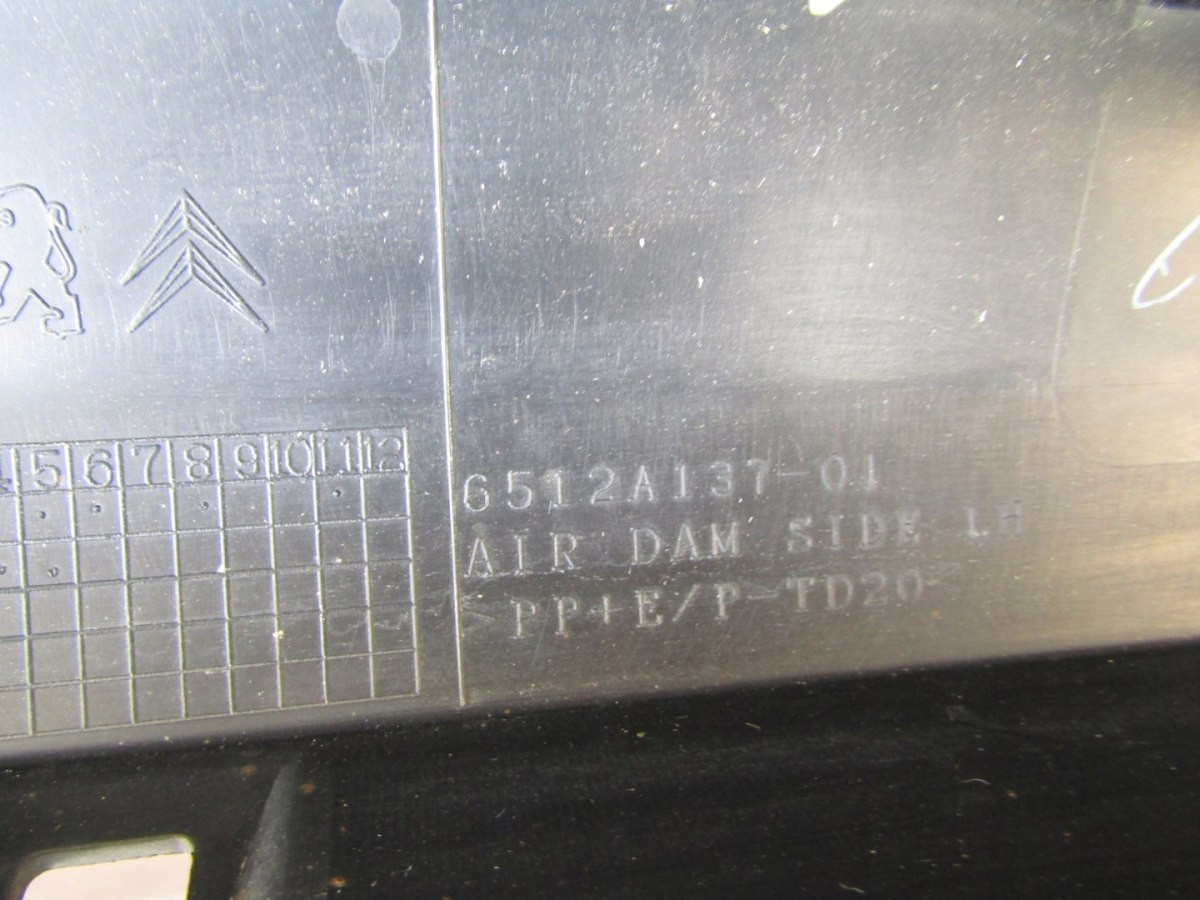 5 6 7 8 9 10 11 12
6512A137-01
AIR DAM SIDE LH
>PP+E/P-TD20<